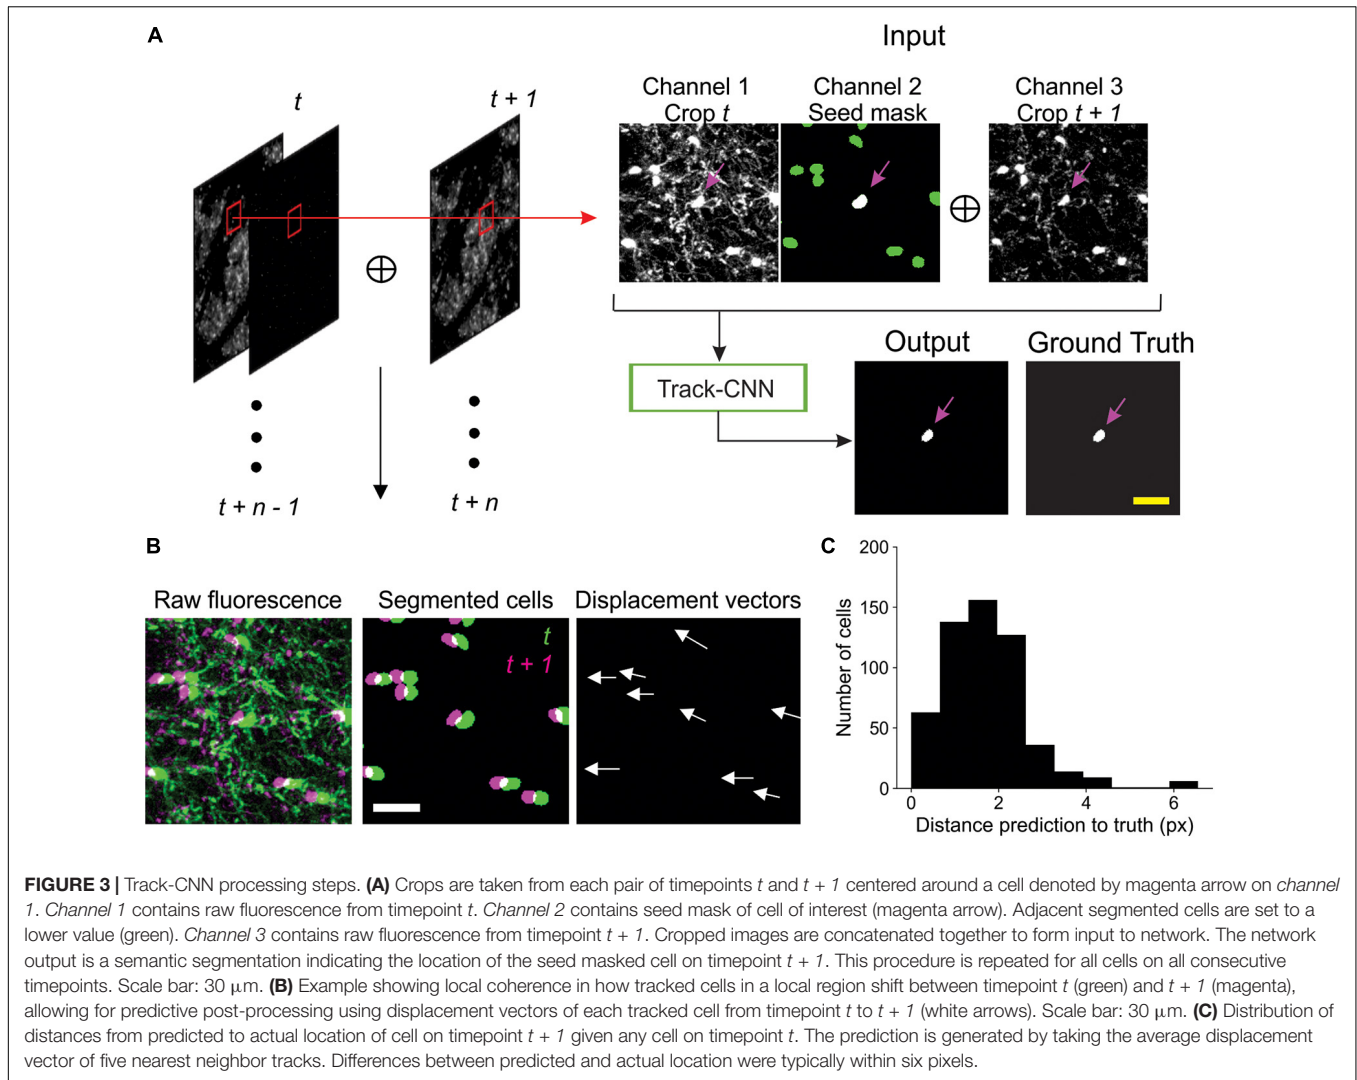 A
Input
t
t + 1
Channel 1
Crop t
Channel 2
Seed mask
Channel 3
Crop t + 1
Track-CNN
Output
Ground Truth
t + n - 1
t + n
B
Raw fluorescence
Segmented cells
Displacement vectors
t
t + 1
C
Number of cells
200
150
100
50
0
0
2
4
6
Distance prediction to truth (px)
FIGURE 3 | Track-CNN processing steps. (A) Crops are taken from each pair of timepoints t and t + 1 centered around a cell denoted by magenta arrow on channel
1. Channel 1 contains raw fluorescence from timepoint t. Channel 2 contains seed mask of cell of interest (magenta arrow). Adjacent segmented cells are set to a
lower value (green). Channel 3 contains raw fluorescence from timepoint t + 1. Cropped images are concatenated together to form input to network. The network
output is a semantic segmentation indicating the location of the seed masked cell on timepoint t + 1. This procedure is repeated for all cells on all consecutive
timepoints. Scale bar: 30 μm. (B) Example showing local coherence in how tracked cells in a local region shift between timepoint t (green) and t + 1 (magenta),
allowing for predictive post-processing using displacement vectors of each tracked cell from timepoint t to t + 1 (white arrows). Scale bar: 30 μm. (C) Distribution of
distances from predicted to actual location of cell on timepoint t + 1 given any cell on timepoint t. The prediction is generated by taking the average displacement
vector of five nearest neighbor tracks. Differences between predicted and actual location were typically within six pixels.